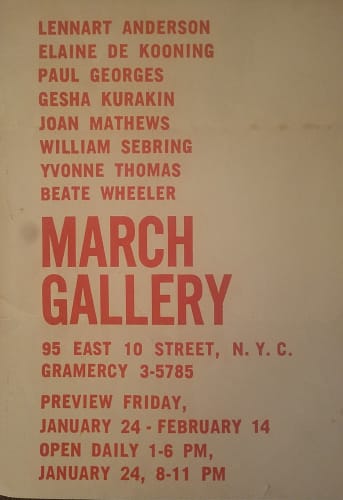 LENNART ANDERSON
ELAINE DE KOONING
PAUL GEORGES
GESHA KURAKIN
JOAN MATHEWS
WILLIAM SEBRING
YVONNE THOMAS
BEATE WHEELER
MARCH
GALLERY
95 EAST 10 STREET, N.Y.C.
GRAMERCY 3-5785
PREVIEW FRIDAY,
JANUARY 24 - FEBRUARY 14
OPEN DAILY 1-6 PM,
JANUARY 24, 8-11 PM